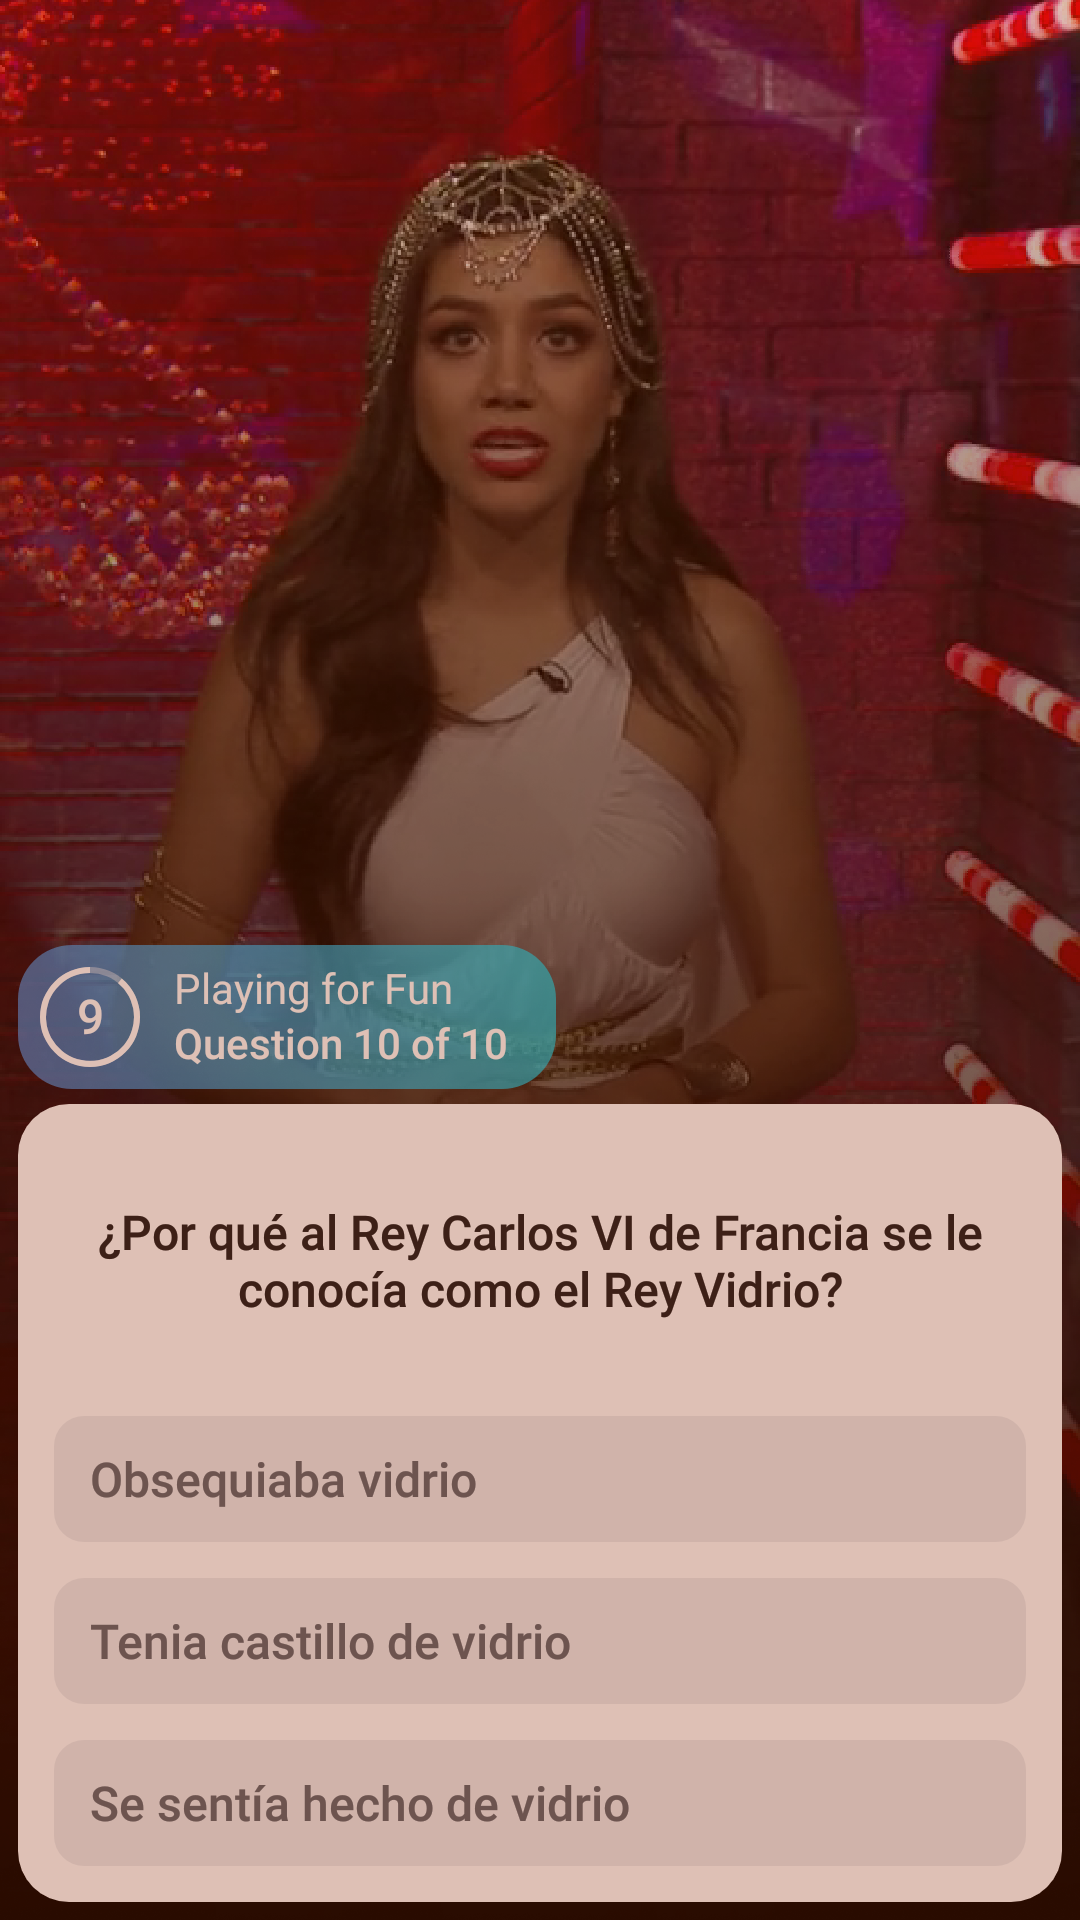 9
Playing for Fun
Question 10 of 10
¿Por qué al Rey Carlos VI de Francia se le
conocía como el Rey Vidrio?
Obsequiaba vidrio
Tenia castillo de vidrio
Se sentía hecho de vidrio